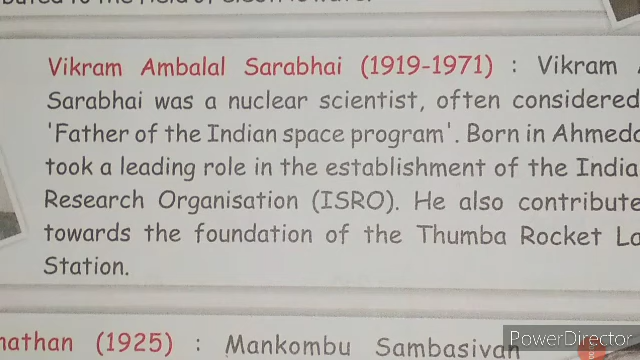 Vikram Ambalal Sarabhai (1919-1971) : Vikram
Sarabhai was a nuclear scientist, often considered
'Father of the Indian space program'. Born in Ahmeda
took a leading role in the establishment of the India
Research Organisation (ISRO). He also contribute
towards the foundation of the Thumba Rocket La
Station.
nathan (1925) : Mankombu Sambasivan
PowerDirector